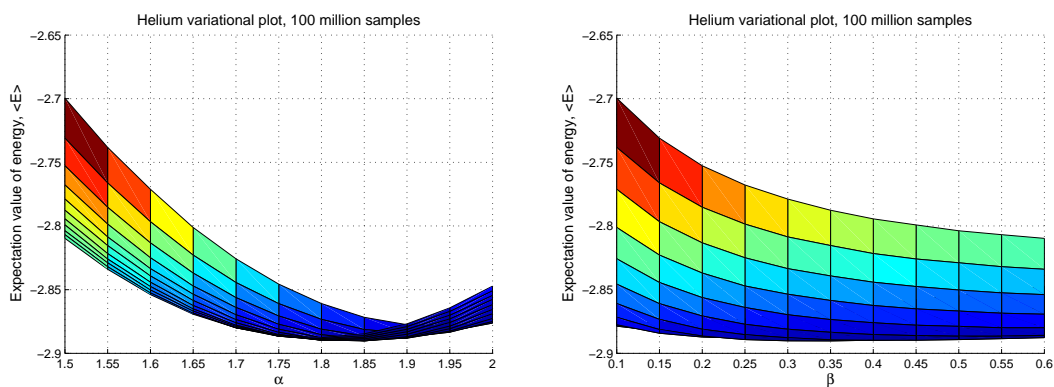 Helium variational plot, 100 million samples
Expectation value of energy, <E>
−2.65
−2.7
−2.75
−2.8
−2.85
−2.9
1.5 1.55 1.6 1.65 1.7 1.75 1.8 1.85 1.9 1.95 2
α
Helium variational plot, 100 million samples
Expectation value of energy, <E>
−2.65
−2.7
−2.75
−2.8
−2.85
−2.9
0.1 0.15 0.2 0.25 0.3 0.35 0.4 0.45 0.5 0.55 0.6
β